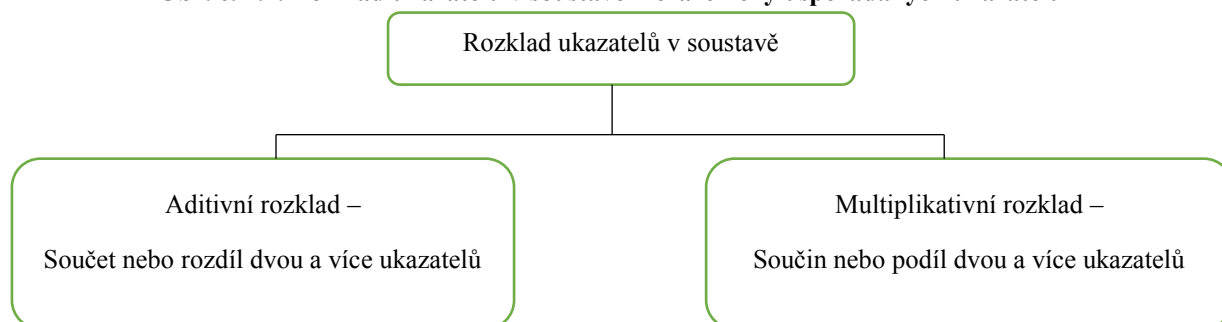 Rozklad ukazatelů v soustavě
Aditivní rozklad –
Součet nebo rozdíl dvou a více ukazatelů
Multiplikativní rozklad –
Součin nebo podíl dvou a více ukazatelů